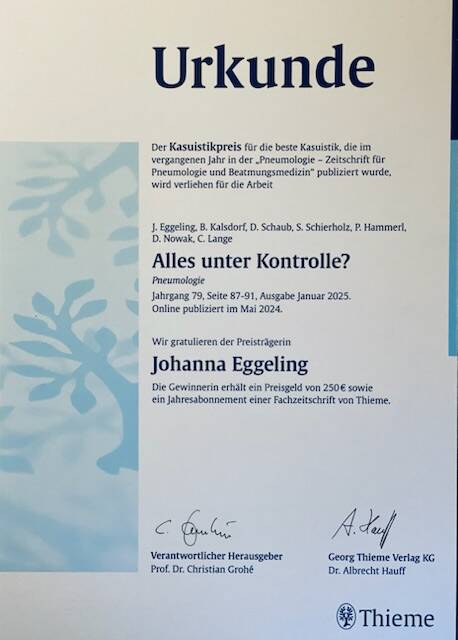 Urkunde
Der Kasuistikpreis für die beste Kasuistik, die im
vergangenen Jahr in der „Pneumologie – Zeitschrift für
Pneumologie und Beatmungsmedizin“ publiziert wurde,
wird verliehen für die Arbeit
J. Eggeling, B. Kalsdorf, D. Schaub, S. Schierholz, P. Hammerl,
D. Nowak, C. Lange
Alles unter Kontrolle?
Pneumologie
Jahrgang 79, Seite 87-91, Ausgabe Januar 2025.
Online publiziert im Mai 2024.
Wir gratulieren der Preisträgerin
Johanna Eggeling
Die Gewinnerin erhält ein Preisgeld von 250 € sowie
ein Jahresabonnement einer Fachzeitschrift von Thieme.
A. Hauff
Verantwortlicher Herausgeber
Prof. Dr. Christian Grohé
Georg Thieme Verlag KG
Dr. Albrecht Hauff
Thieme